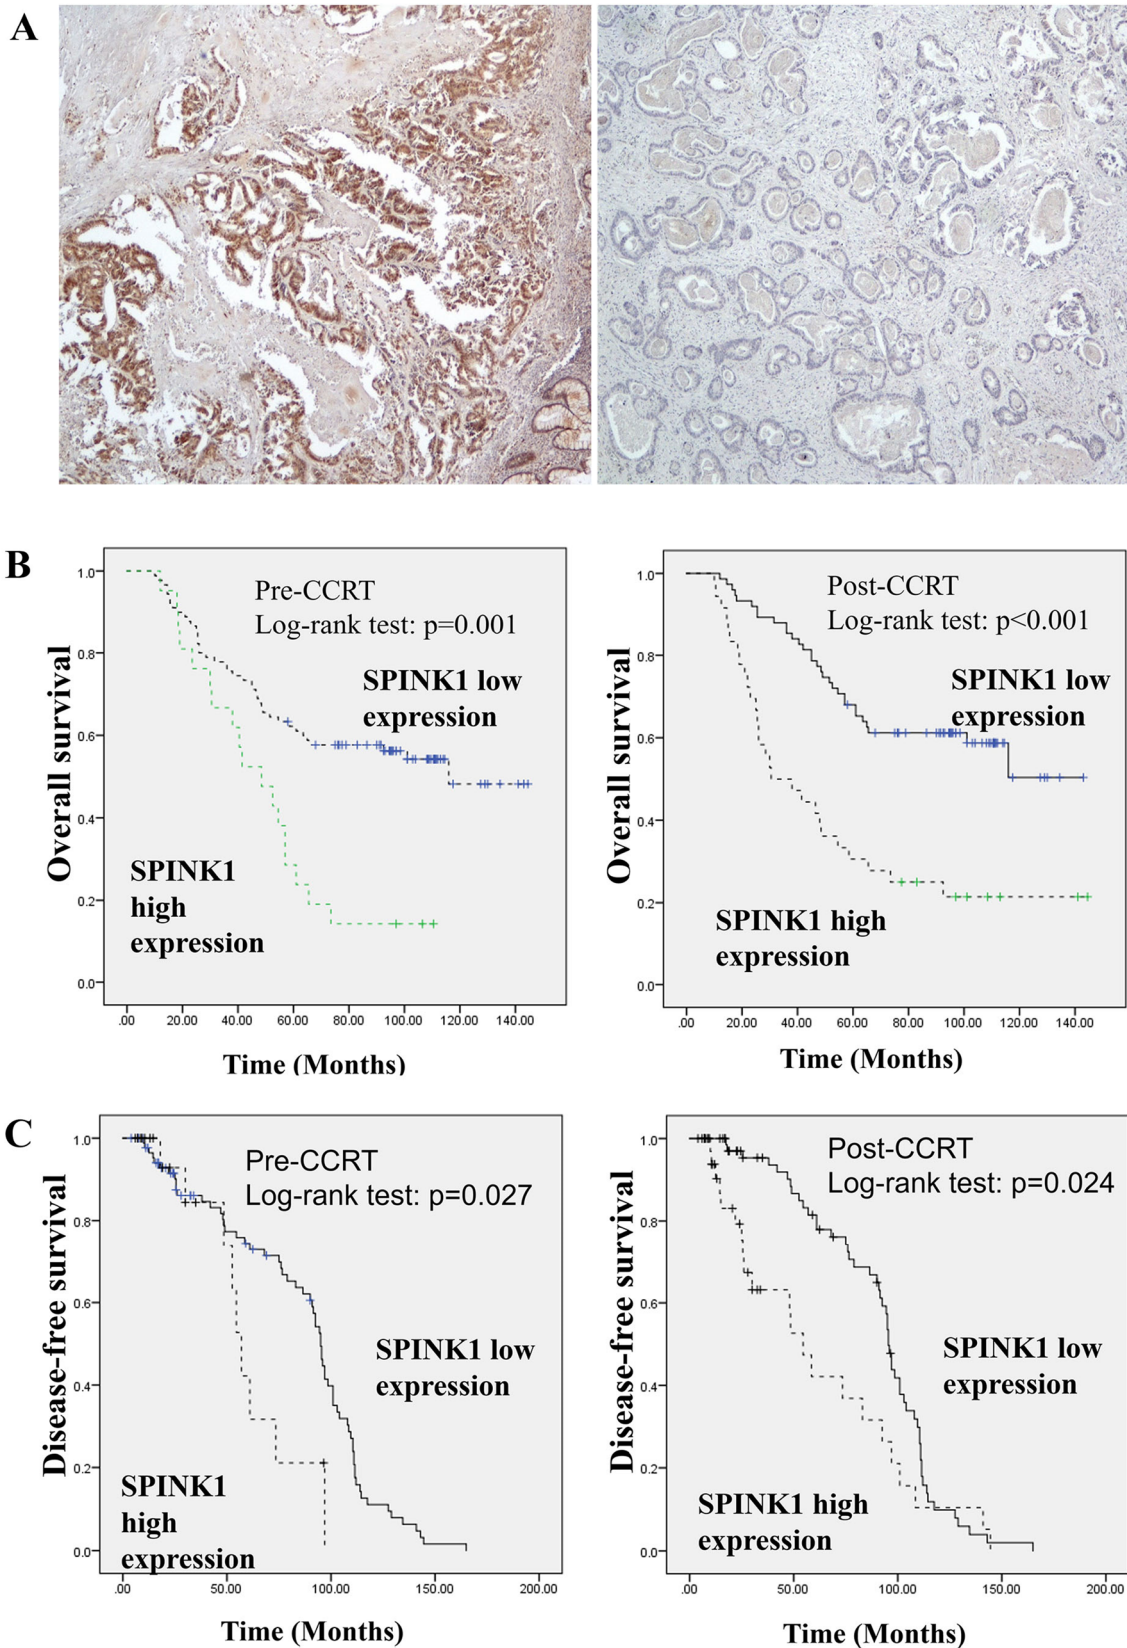 A
B
Pre-CCRT
Log-rank test: p=0.001
SPINK1 low
expression
SPINK1
high
expression
Overall survival
1.0
0.8
0.6
0.4
0.2
0.0
.00 20.00 40.00 60.00 80.00 100.00 120.00 140.00
Time (Months)
Post-CCRT
Log-rank test: p<0.001
SPINK1 low
expression
SPINK1 high
expression
Overall survival
1.0
0.8
0.6
0.4
0.2
0.0
.00 20.00 40.00 60.00 80.00 100.00 120.00 140.00
Time (Months)
C
Pre-CCRT
Log-rank test: p=0.027
SPINK1 low
expression
SPINK1
high
expression
Disease-free survival
1.0
0.8
0.6
0.4
0.2
0.0
.00 50.00 100.00 150.00 200.00
Time (Months)
Post-CCRT
Log-rank test: p=0.024
SPINK1 low
expression
SPINK1 high
expression
Disease-free survival
1.0
0.8
0.6
0.4
0.2
0.0
.00 50.00 100.00 150.00 200.00
Time (Months)